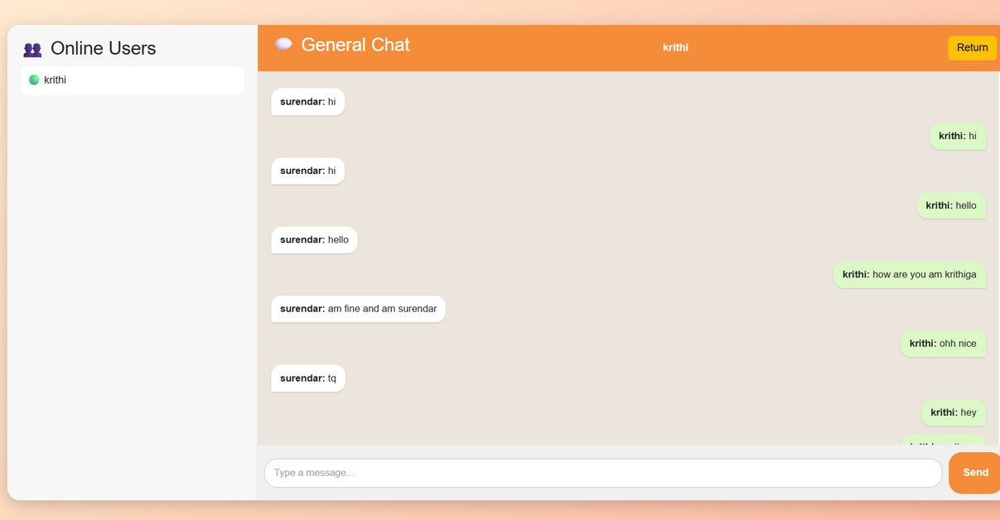 Online Users
krithi
General Chat
krithi
Return
surendar: hi
krithi: hi
surendar: hi
krithi: hello
surendar: hello
krithi: how are you am krithiga
surendar: am fine and am surendar
krithi: ohh nice
surendar: tq
krithi: hey
Type a message...
Send